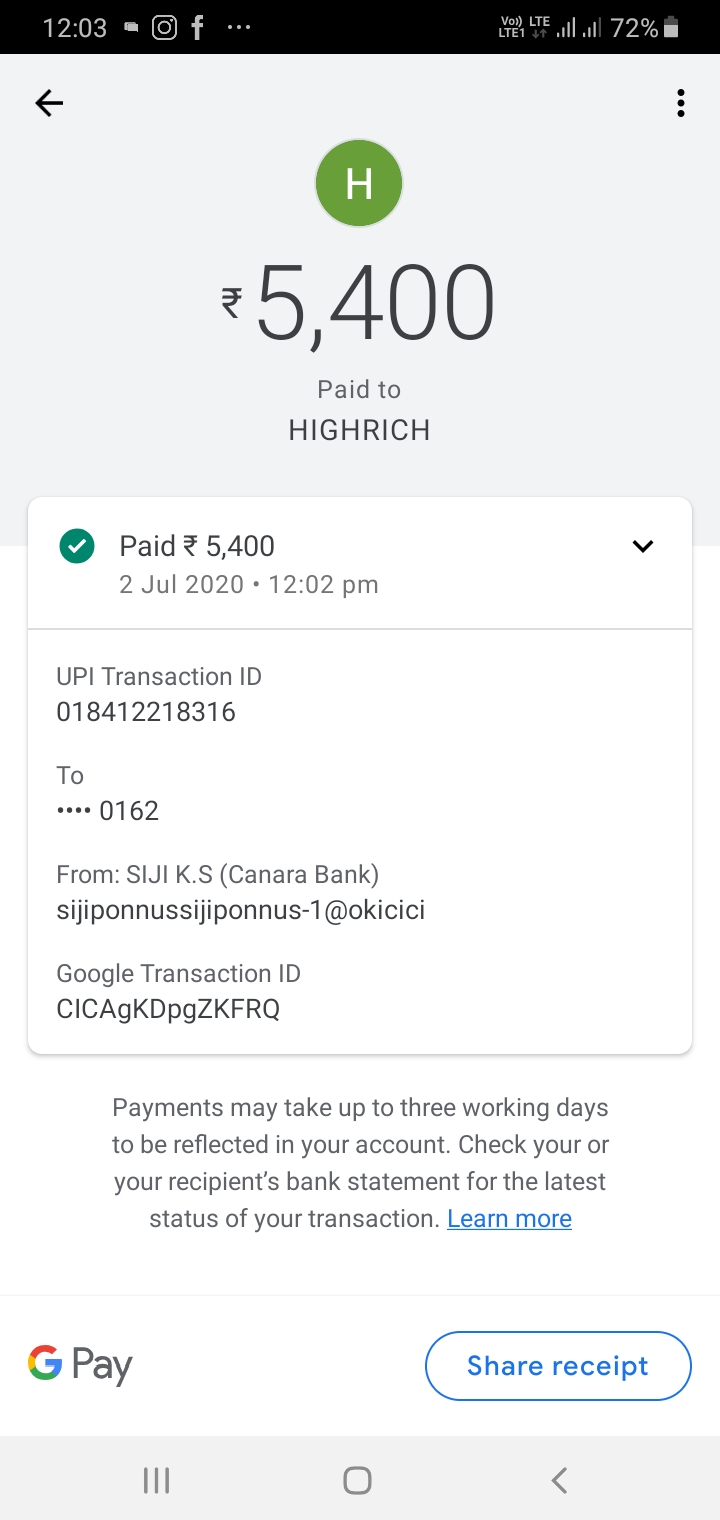 12:03 f ... Vo)) LTE LTE1 72%
H
₹5,400
Paid to
HIGHRICH
Paid ₹ 5,400
2 Jul 2020 • 12:02 pm
UPI Transaction ID
018412218316
To
•••• 0162
From: SIJI K.S (Canara Bank)
sijiponnussijiponnus-1@okicici
Google Transaction ID
CICAgKDpgZKFRQ
Payments may take up to three working days
to be reflected in your account. Check your or
your recipient’s bank statement for the latest
status of your transaction. Learn more
G Pay
Share receipt